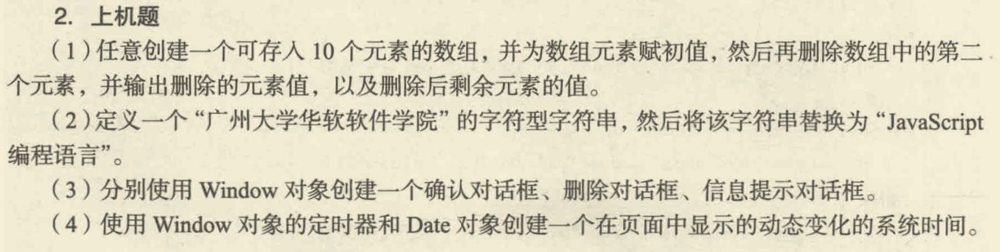 2. 上机题
（1）任意创建一个可存入 10 个元素的数组，并为数组元素赋初值，然后再删除数组中的第二
个元素，并输出删除的元素值，以及删除后剩余元素的值。
（2）定义一个“广州大学华软软件学院”的字符型字符串，然后将该字符串替换为“JavaScript
编程语言”。
（3）分别使用 Window 对象创建一个确认对话框、删除对话框、信息提示对话框。
（4）使用 Window 对象的定时器和 Date 对象创建一个在页面中显示的动态变化的系统时间。